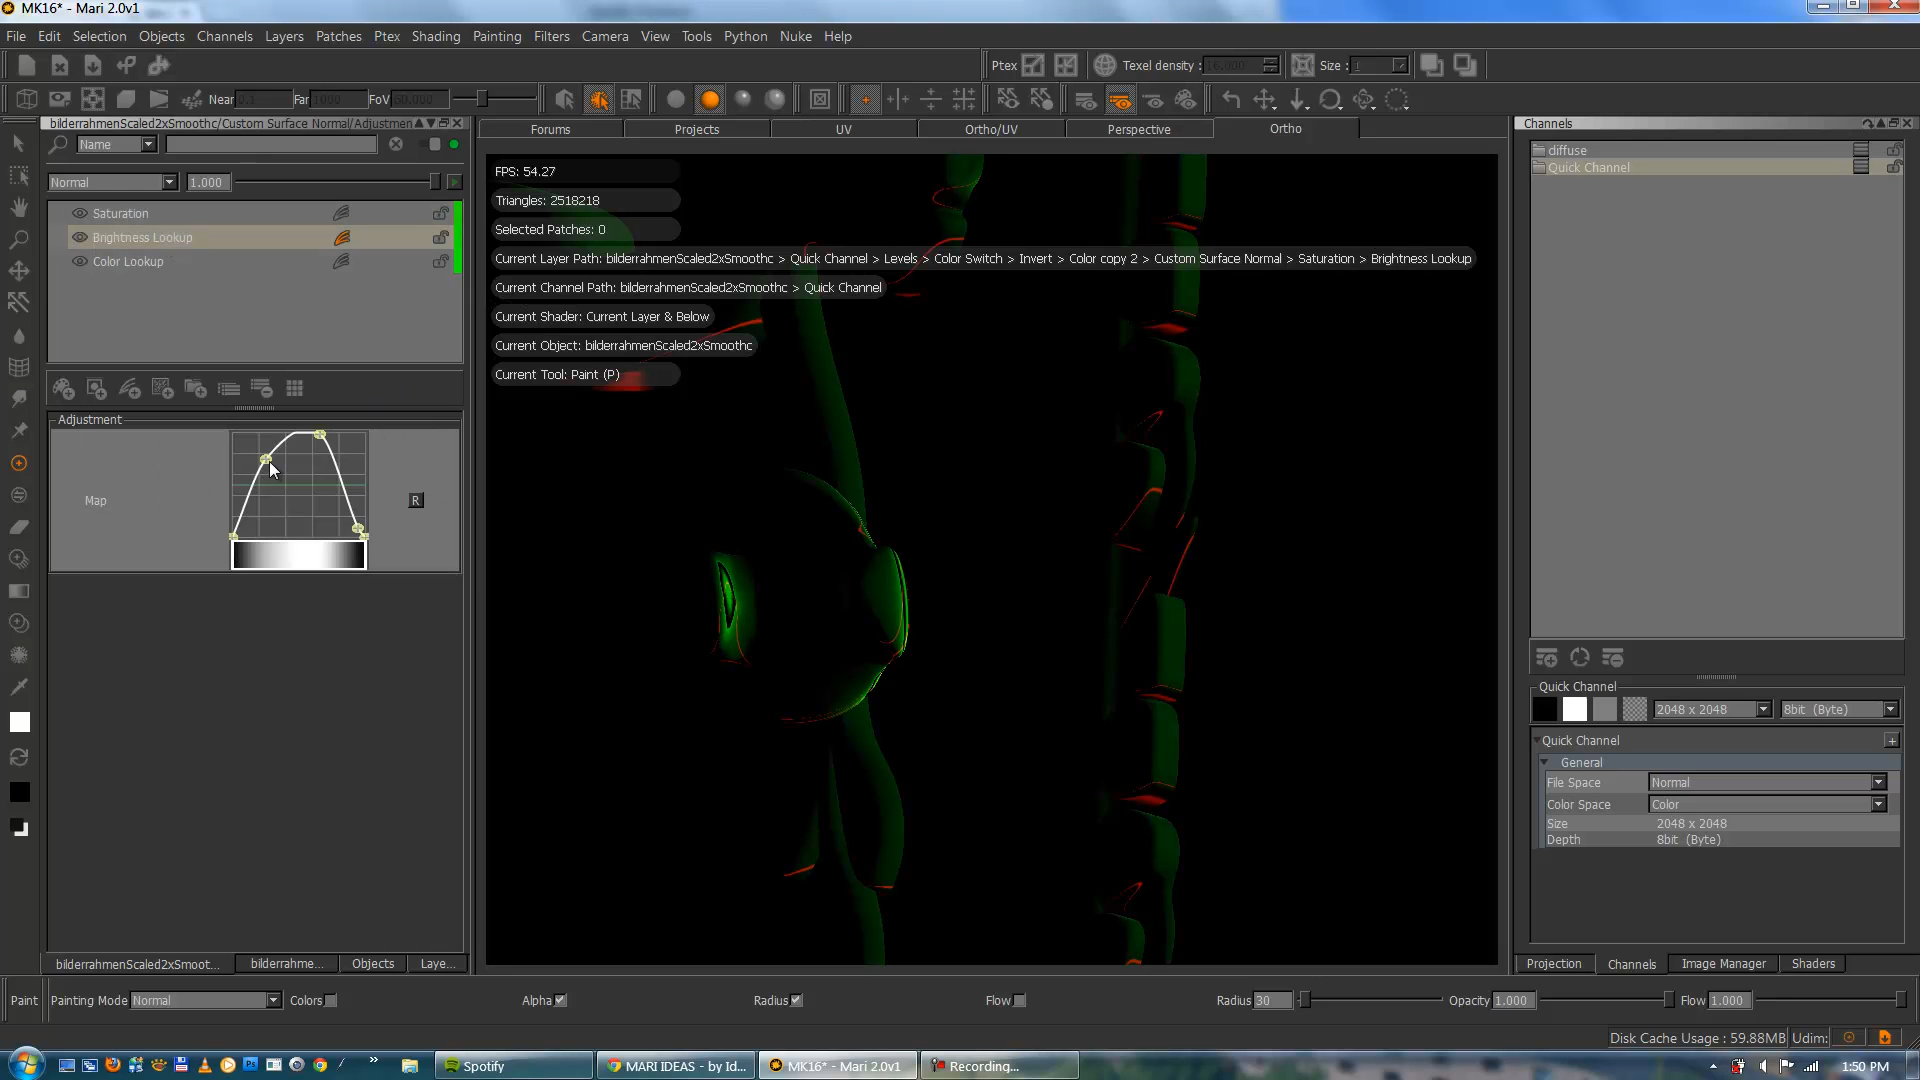 MK16* - Mari 2.0v1
File Edit Selection Objects Channels Layers Patches Ptex Shading Painting Filters Camera View Tools Python Nuke Help
Ptex Texel density : 16.000 Size : 1
Near 0.1 Far 1000 FoV 60.000
bilderrahmenScaled2xSmoothc/Custom Surface Normal/Adjustmen
Name
Normal 1.000
Saturation
Brightness Lookup
Color Lookup
Adjustment
Map
R
bilderrahmenScaled2xSmoot... bilderrahme... Objects Laye...
Forums Projects UV Ortho/UV Perspective Ortho
FPS: 54.27
Triangles: 2518218
Selected Patches: 0
Current Layer Path: bilderrahmenScaled2xSmoothc > Quick Channel > Levels > Color Switch > Invert > Color copy 2 > Custom Surface Normal > Saturation > Brightness Lookup
Current Channel Path: bilderrahmenScaled2xSmoothc > Quick Channel
Current Shader: Current Layer & Below
Current Object: bilderrahmenScaled2xSmoothc
Current Tool: Paint (P)
Channels
diffuse
Quick Channel
Quick Channel
2048 x 2048 8bit (Byte)
Quick Channel
General
File Space Normal
Color Space Color
Size 2048 x 2048
Depth 8bit (Byte)
Projection Channels Image Manager Shaders
Paint Painting Mode Normal Colors Alpha Radius Flow Radius 30 Opacity 1.000 Flow 1.000
Disk Cache Usage : 59.88MB Udim:
Spotify MARI IDEAS - by Id... MK16* - Mari 2.0v1 Recording... 1:50 PM